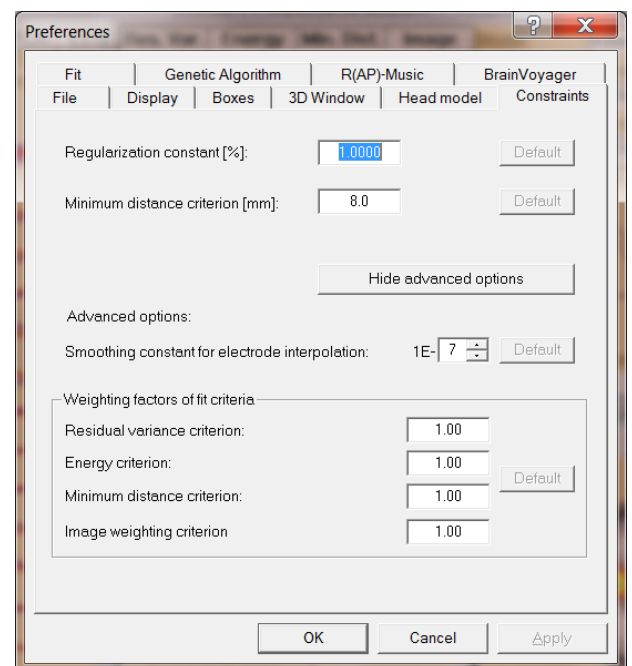 Preferences
Fit Genetic Algorithm R(AP)-Music BrainVoyager
File Display Boxes 3D Window Head model Constraints
Regularization constant [%]: 1.0000 Default
Minimum distance criterion [mm]: 8.0 Default
Hide advanced options
Advanced options:
Smoothing constant for electrode interpolation: 1E- 7 Default
Weighting factors of fit criteria
Residual variance criterion: 1.00
Energy criterion: 1.00
Default
Minimum distance criterion: 1.00
Image weighting criterion 1.00
OK Cancel Apply